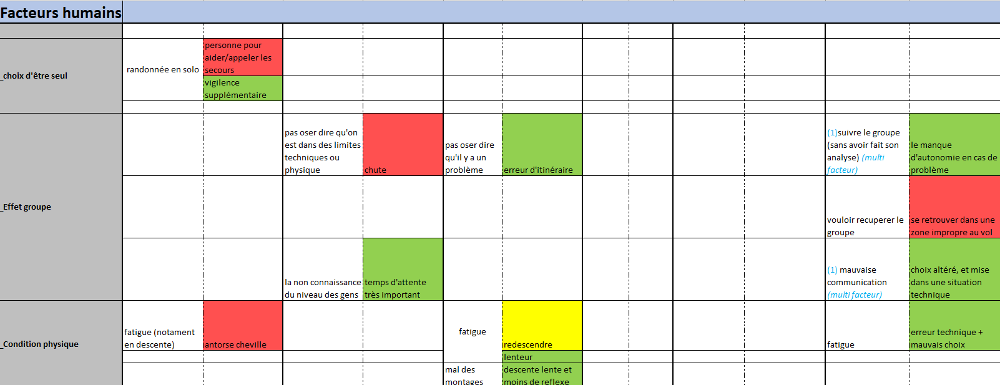 Facteurs humains
_choix d'être seul
randonnée en solo
personne pour
aider/appeler les
secours
vigilence
supplémentaire
_Effet groupe
pas oser dire qu'on
est dans des limites
techniques ou
physique
chute
pas oser dire
qu'il y a un
problème
erreur d'itinéraire
(1)suivre le groupe
(sans avoir fait son
analyse) (multi
facteur)
le manque
d'autonomie en cas de
problème
vouloir recuperer le
groupe
se retrouver dans une
zone impropre au vol
la non connaissance
du niveau des gens
temps d'attente
très important
(1) mauvaise
communication
(multi facteur)
choix altéré, et mise
dans une situation
technique
_Condition physique
fatigue (notament
en descente)
antorse cheville
fatigue
redescendre
lenteur
mal des
montages
descente lente et
moins de reflexe
fatigue
erreur technique +
mauvais choix